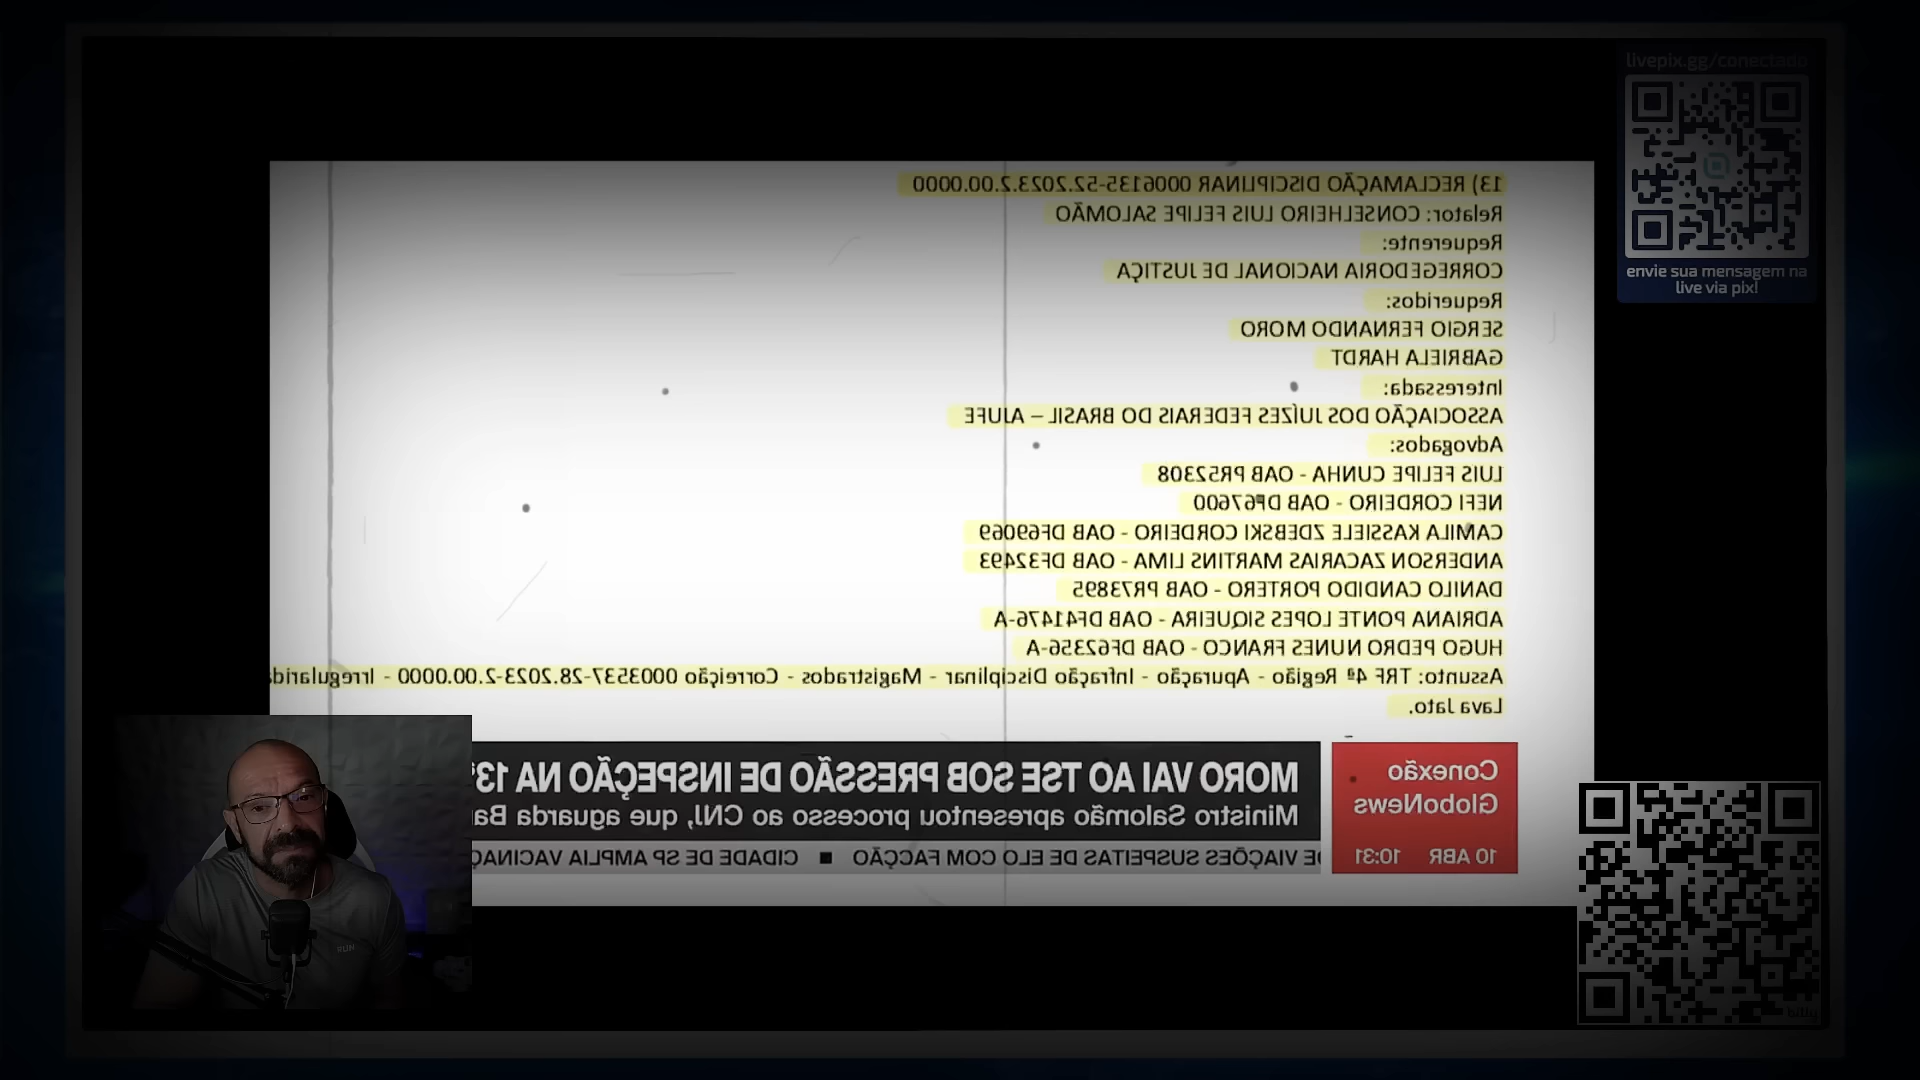 livepix.gg/conectado
envie sua mensagem na
live via pix!
13) RECLAMAÇÃO DISCIPLINAR 0006135-52.2023.2.00.0000
Relator: CONSELHEIRO LUIS FELIPE SALOMÃO
Requerente:
CORREGEDORIA NACIONAL DE JUSTIÇA
Requeridos:
SERGIO FERNANDO MORO
GABRIELA HARDT
Interessada:
ASSOCIAÇÃO DOS JUÍZES FEDERAIS DO BRASIL – AJUFE
Advogados:
LUIS FELIPE CUNHA - OAB PR52308
NEFI CORDEIRO - OAB DF67600
CAMILA KASSIELE ZDEBSKI CORDEIRO - OAB DF69069
ANDERSON ZACARIAS MARTINS LIMA - OAB DF32493
DANILO CANDIDO PORTERO - OAB PR73895
ADRIANA PONTE LOPES SIQUEIRA - OAB DF41476-A
HUGO PEDRO NUNES FRANCO - OAB DF62356-A
Assunto: TRF 4ª Região - Apuração - Infração Disciplinar - Magistrados - Correição 0003537-28.2023-2.00.0000 - Irregularida
Lava Jato.
Conexão
GloboNews
10 ABR 10:31
MORO VAI AO TSE SOB PRESSÃO DE INSPEÇÃO NA 13ª
Ministro Salomão apresentou processo ao CNJ, que aguarda Ba
DE VIAÇÕES SUSPEITAS DE ELO COM FACÇÃO ■ CIDADE DE SP AMPLIA VACINAÇ